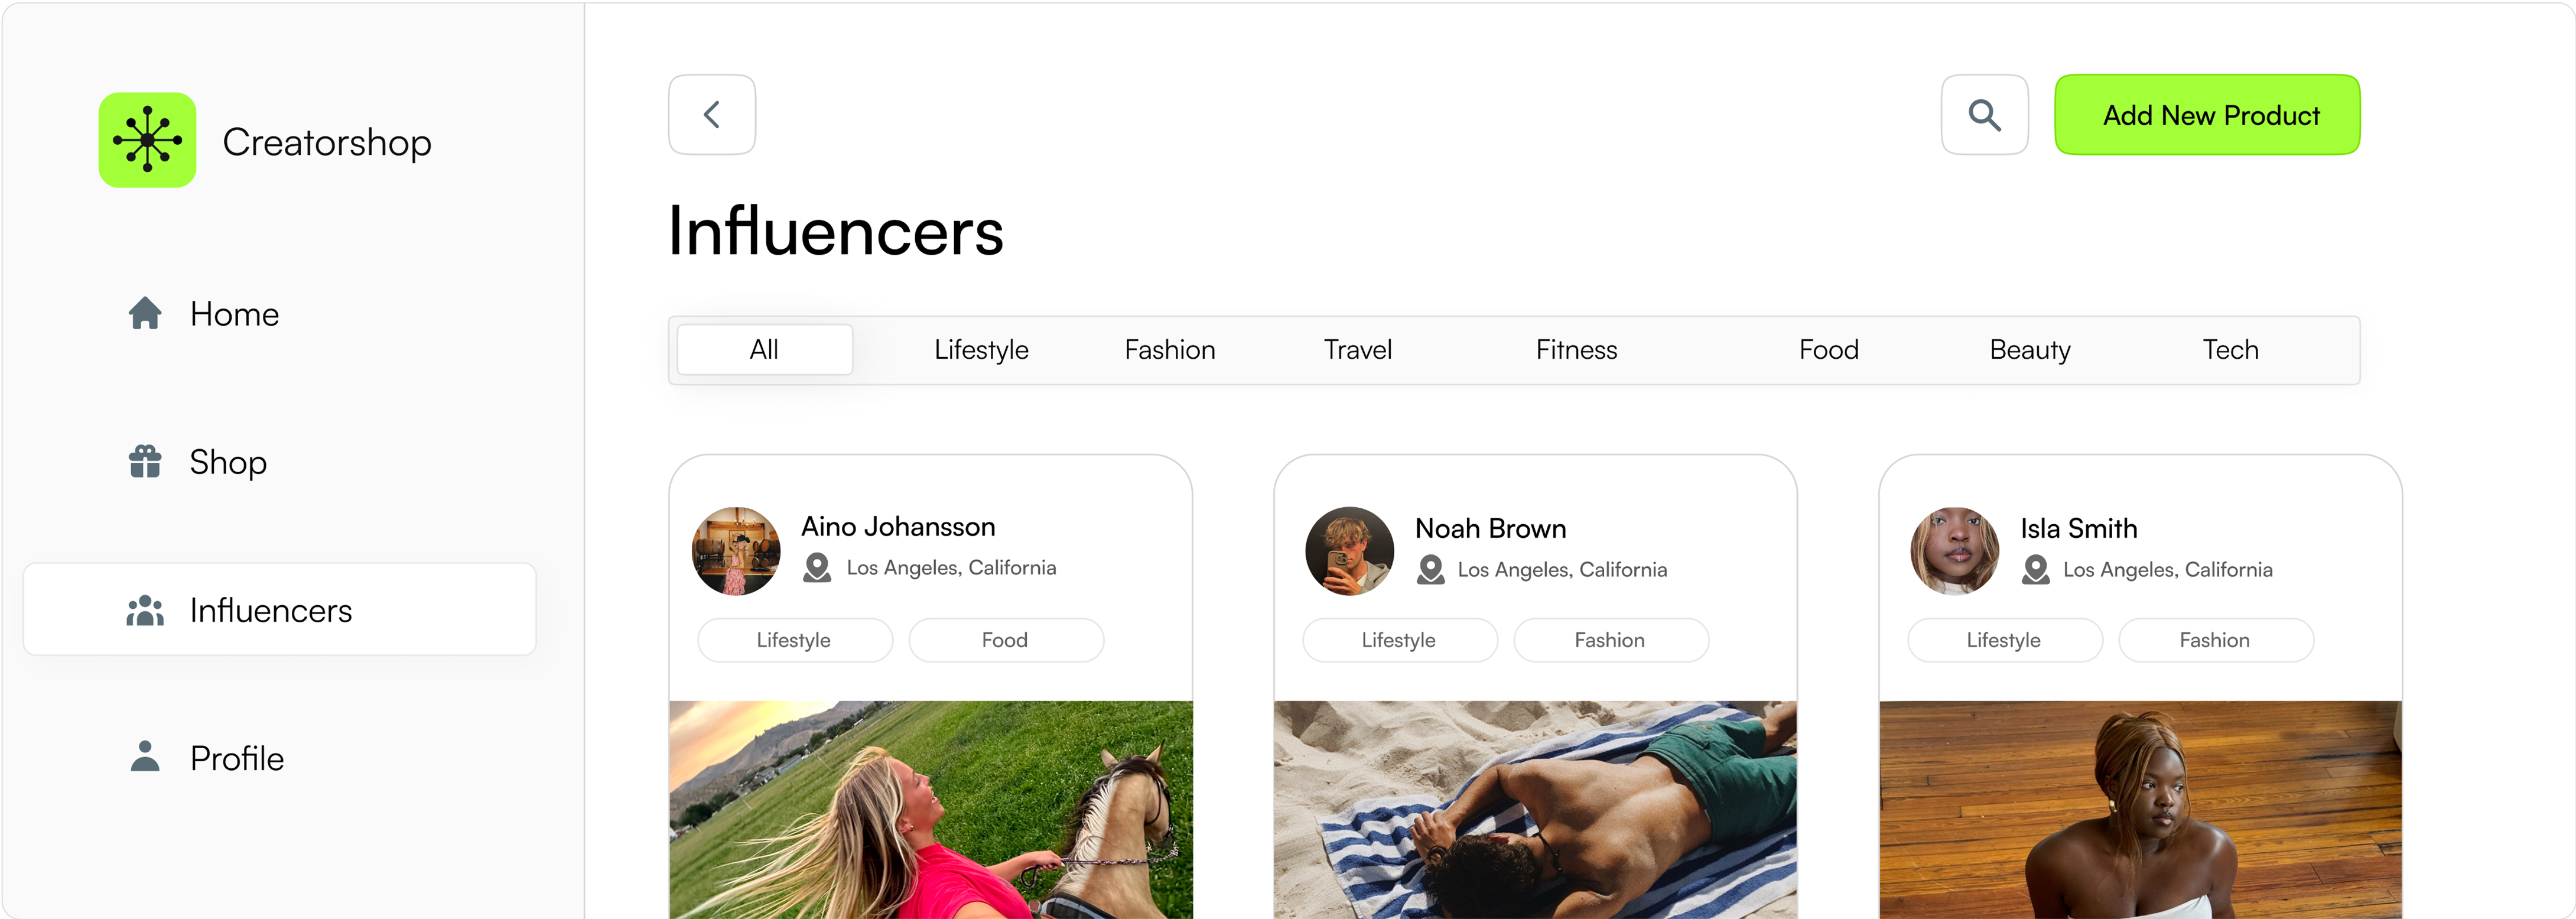 Creatorshop
Home
Shop
Influencers
Profile
Add New Product
Influencers
All Lifestyle Fashion Travel Fitness Food Beauty Tech
Aino Johansson
Los Angeles, California
Lifestyle Food
Noah Brown
Los Angeles, California
Lifestyle Fashion
Isla Smith
Los Angeles, California
Lifestyle Fashion